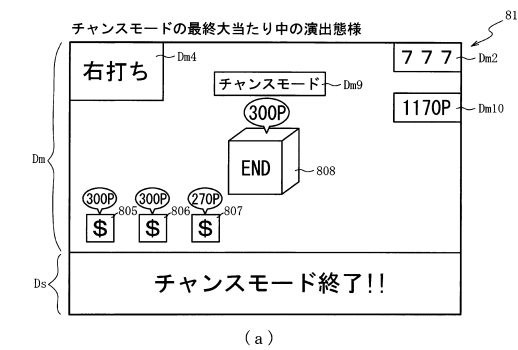 チャンスモードの最終大当たり中の演出態様
81
右打ち
Dm4
777
Dm2
チャンスモード
Dm9
300P
1170P
Dm10
Dm
END
808
300P
300P
270P
$
805
$
806
$
807
Ds
チャンスモード終了!!
(a)